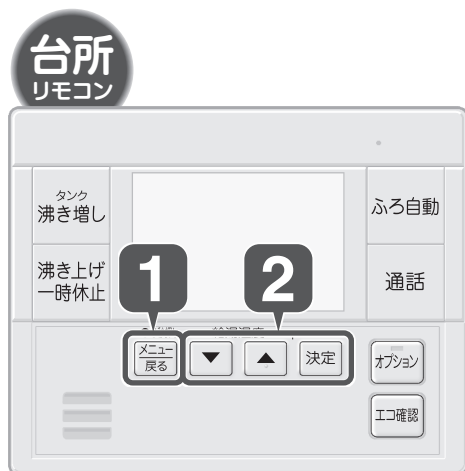 台所
リモコン
タンク
沸き増し
ふろ自動
沸き上げ
一時休止
通話
1
2
メニュー
戻る
▼
▲
決定
オプション
エコ確認